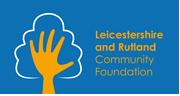 Leicestershire
and Rutland
Community
Foundation